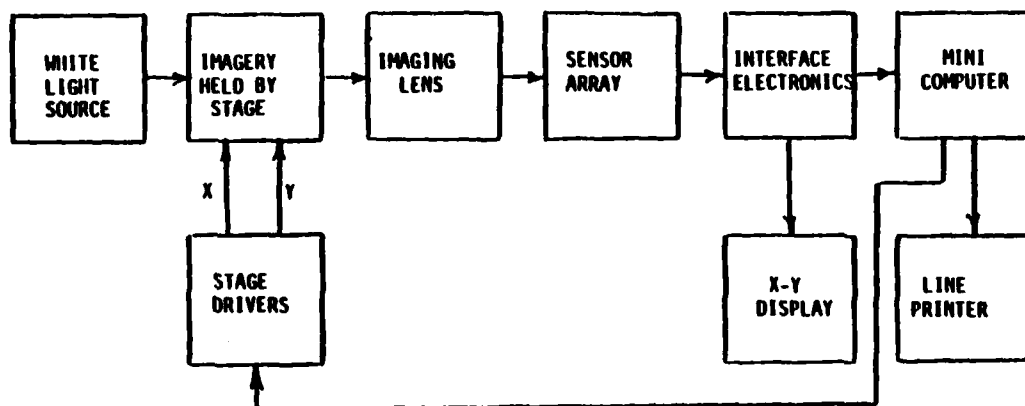 WHITE
LIGHT
SOURCE
IMAGERY
HELD BY
STAGE
IMAGING
LENS
SENSOR
ARRAY
INTERFACE
ELECTRONICS
MINI
COMPUTER
X
Y
STAGE
DRIVERS
X-Y
DISPLAY
LINE
PRINTER